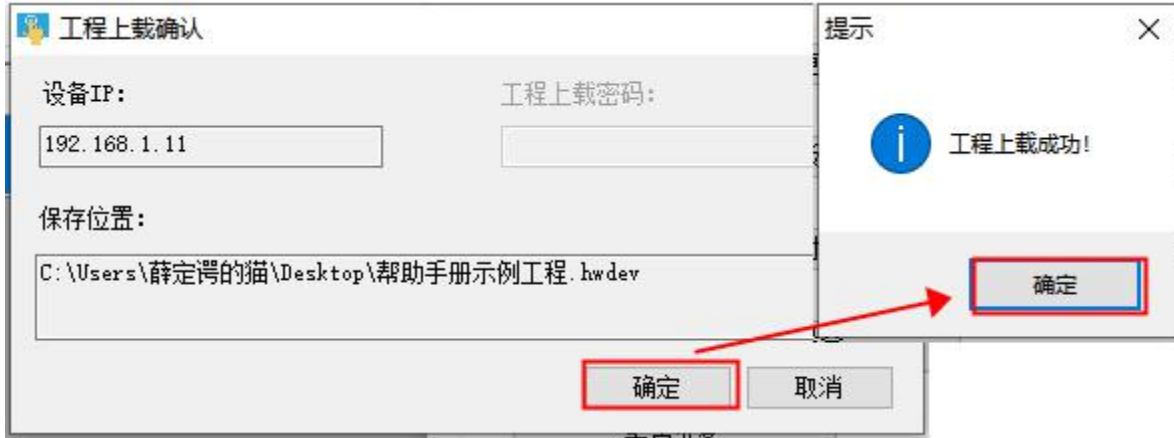 工程上载确认
设备IP:
工程上载密码:
192.168.1.11
保存位置:
C:\Users\薛定谔的猫\Desktop\帮助手册示例工程.hwdev
确定
取消
提示
工程上载成功!
确定